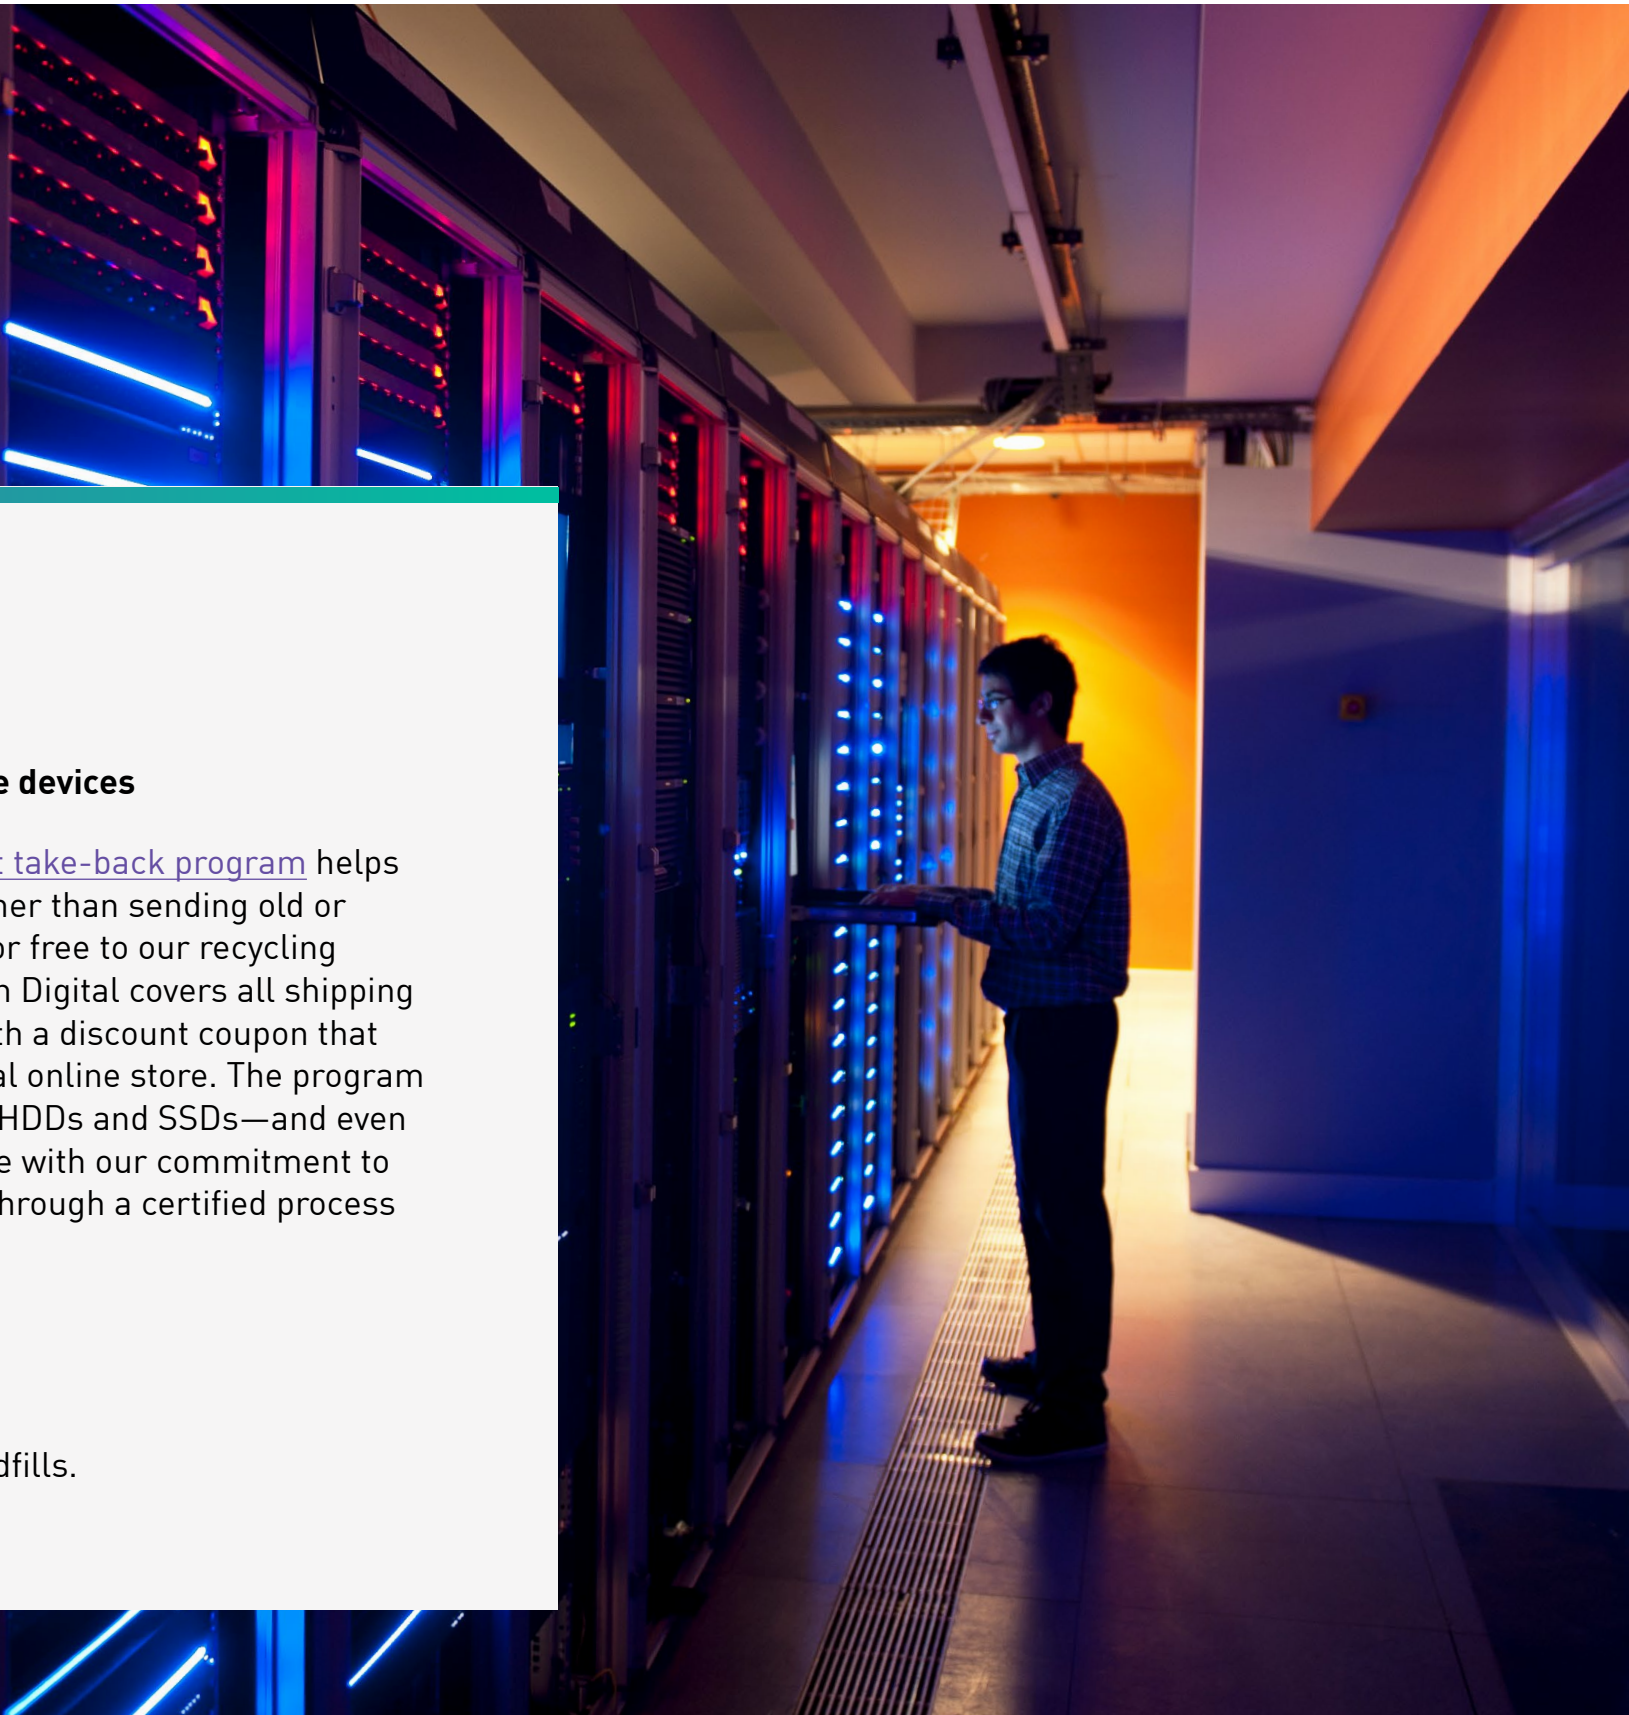 e devices
take-back program helps
her than sending old or
or free to our recycling
n Digital covers all shipping
th a discount coupon that
al online store. The program
HDDs and SSDs—and even
e with our commitment to
through a certified process
dfills.